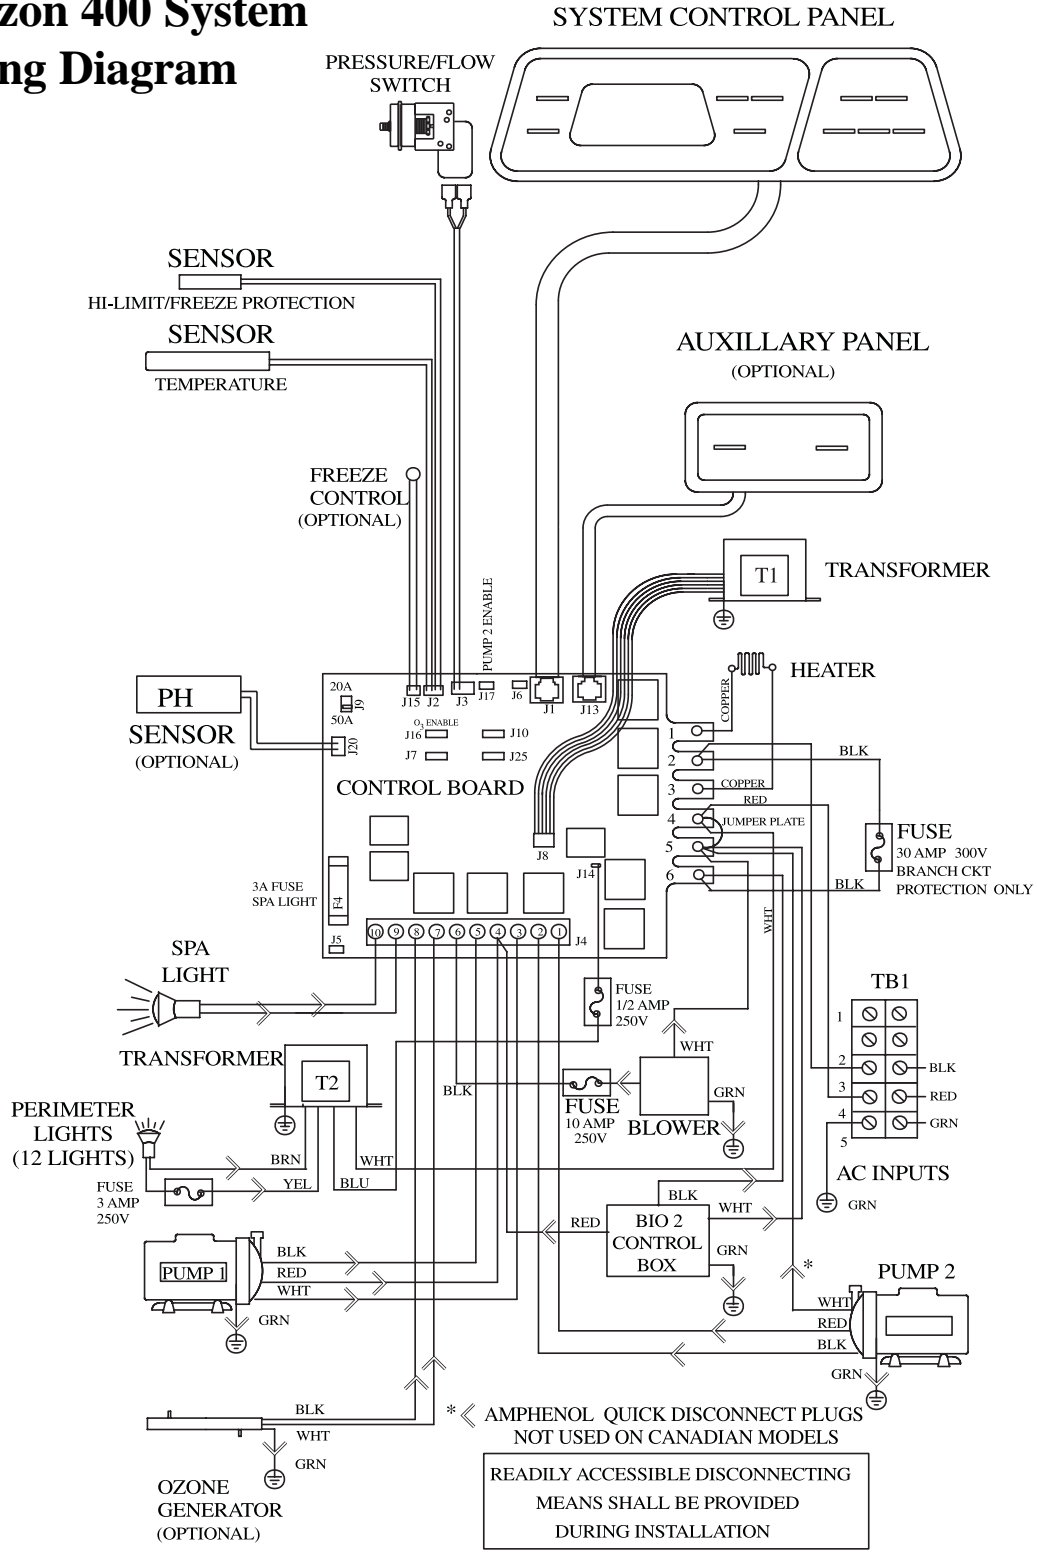 zon 400 System
ng Diagram
SYSTEM CONTROL PANEL
PRESSURE/FLOW
SWITCH
SENSOR
HI-LIMIT/FREEZE PROTECTION
SENSOR
TEMPERATURE
AUXILLARY PANEL
(OPTIONAL)
FREEZE
CONTROL
(OPTIONAL)
T1
TRANSFORMER
PUMP 2 ENABLE
HEATER
COPPER
PH
SENSOR
(OPTIONAL)
20A
J9
50A
J20
J15
J2
J3
J17
J6
J1
J13
O3 ENABLE
J16
J10
J7
J25
CONTROL BOARD
J8
J14
1
2
3
4
5
6
BLK
COPPER
RED
JUMPER PLATE
BLK
WHT
FUSE
30 AMP 300V
BRANCH CKT
PROTECTION ONLY
3A FUSE
SPA LIGHT
F4
J5
10 9 8 7 6 5 4 3 2 1
J4
SPA
LIGHT
FUSE
1/2 AMP
250V
TB1
1
2
3
4
5
BLK
RED
GRN
AC INPUTS
GRN
TRANSFORMER
T2
BLK
FUSE
10 AMP
250V
WHT
GRN
BLOWER
PERIMETER
LIGHTS
(12 LIGHTS)
BRN
WHT
YEL
BLU
FUSE
3 AMP
250V
BLK
RED
BIO 2
CONTROL
BOX
WHT
GRN
PUMP 1
BLK
RED
WHT
GRN
*
PUMP 2
WHT
RED
BLK
GRN
BLK
WHT
GRN
OZONE
GENERATOR
(OPTIONAL)
* AMPHENOL QUICK DISCONNECT PLUGS
NOT USED ON CANADIAN MODELS
READILY ACCESSIBLE DISCONNECTING
MEANS SHALL BE PROVIDED
DURING INSTALLATION